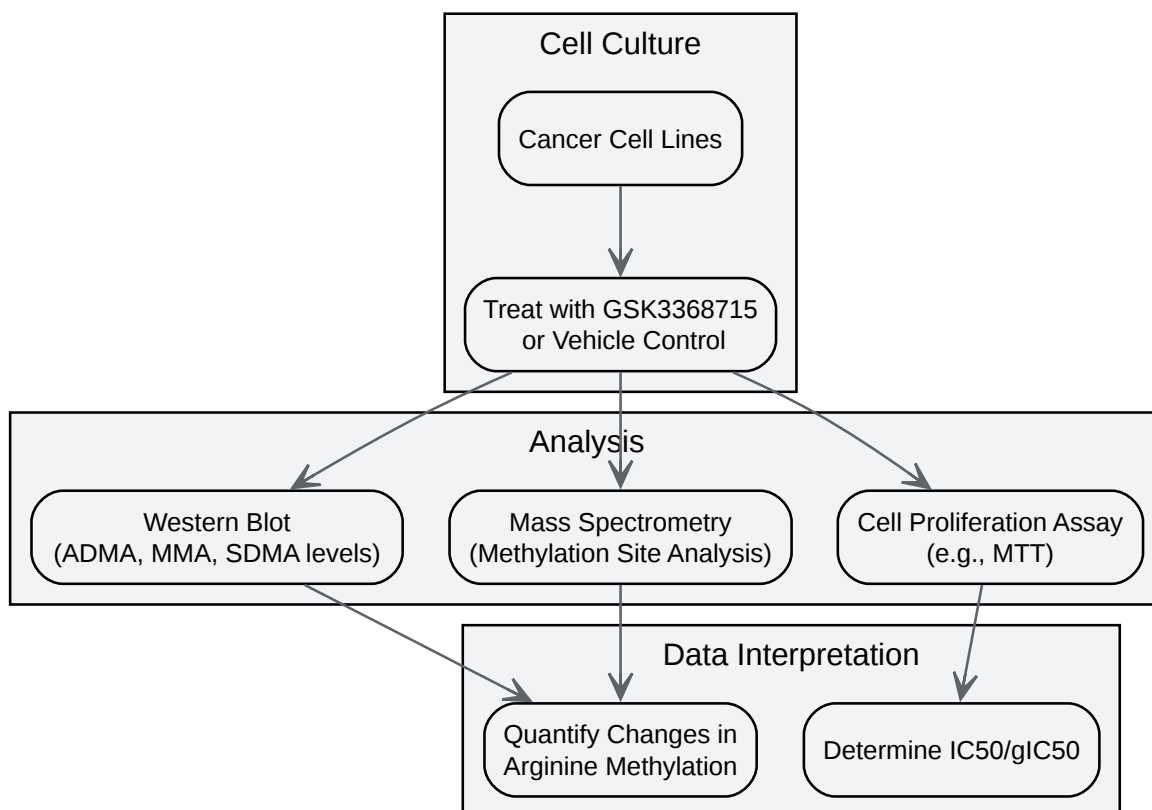 Cell Culture
Cancer Cell Lines
Treat with GSK3368715
or Vehicle Control
Analysis
Western Blot
(ADMA, MMA, SDMA levels)
Mass Spectrometry
(Methylation Site Analysis)
Cell Proliferation Assay
(e.g., MTT)
Data Interpretation
Quantify Changes in
Arginine Methylation
Determine IC50/gIC50